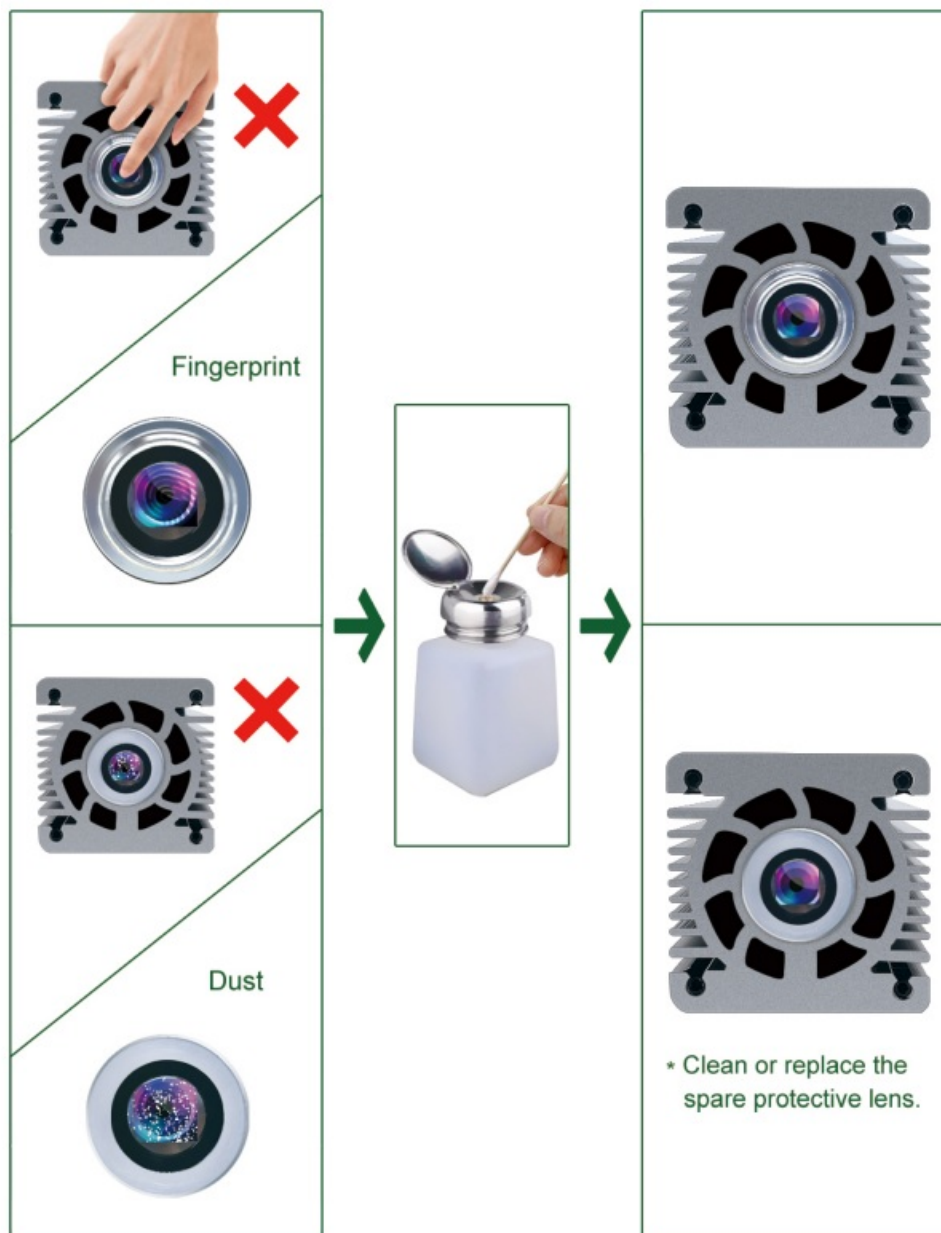 Fingerprint
Dust
* Clean or replace the
spare protective lens.